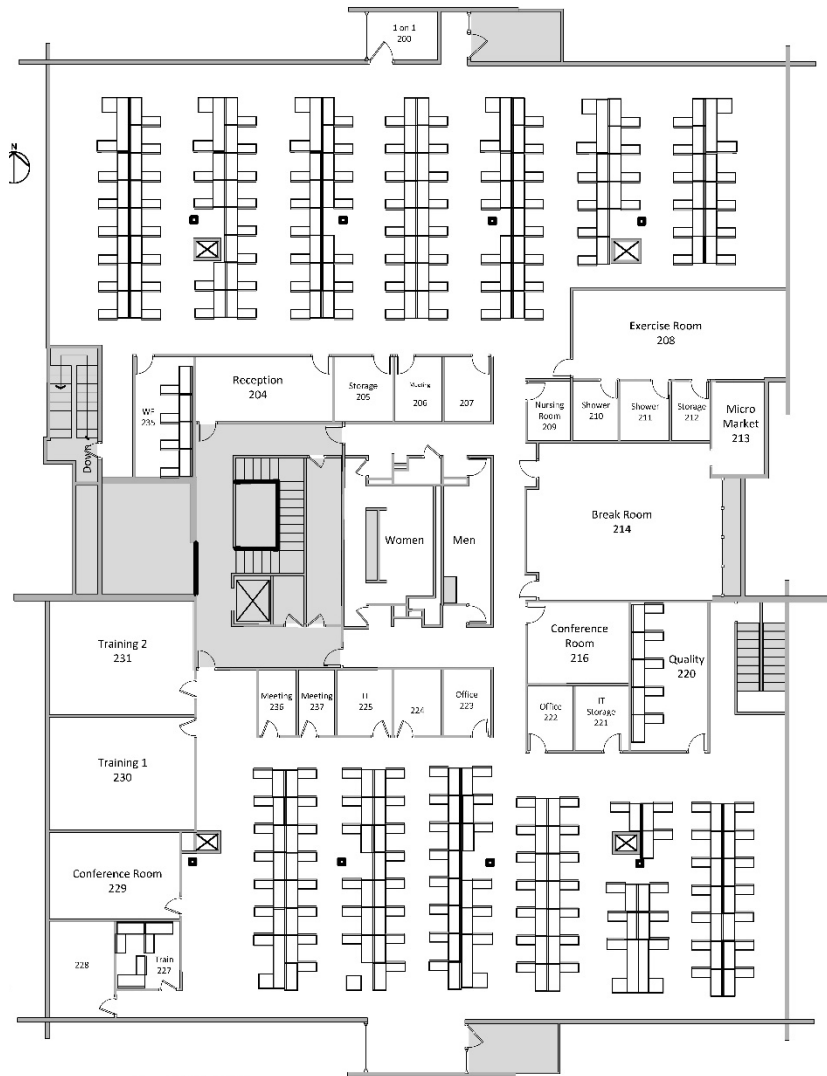 1 on 1
200
N
Exercise Room
208
Reception
204
Storage
205
Meeting
206
207
Nursing
Room
209
Shower
210
Shower
211
Storage
212
Micro
Market
213
235
Down
Break Room
214
Women
Men
Training 2
231
Conference
Room
216
Quality
220
Meeting
236
Meeting
237
IT
225
224
Office
223
Office
222
IT
Storage
221
Training 1
230
Conference Room
229
228
Train
227